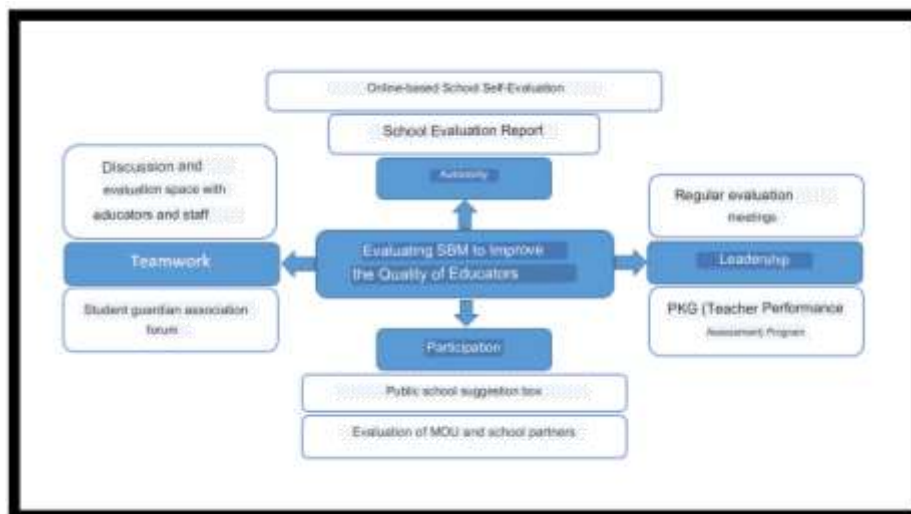 Online-based School Self-Evaluation
School Evaluation Report
Autonomy
Discussion and
evaluation space with
educators and staff
Teamwork
Student guardian association
forum
Evaluating SBM to Improve
the Quality of Educators
Regular evaluation
meetings
Leadership
PKG (Teacher Performance
Assessment) Program
Participation
Public school suggestion box
Evaluation of MOU and school partners